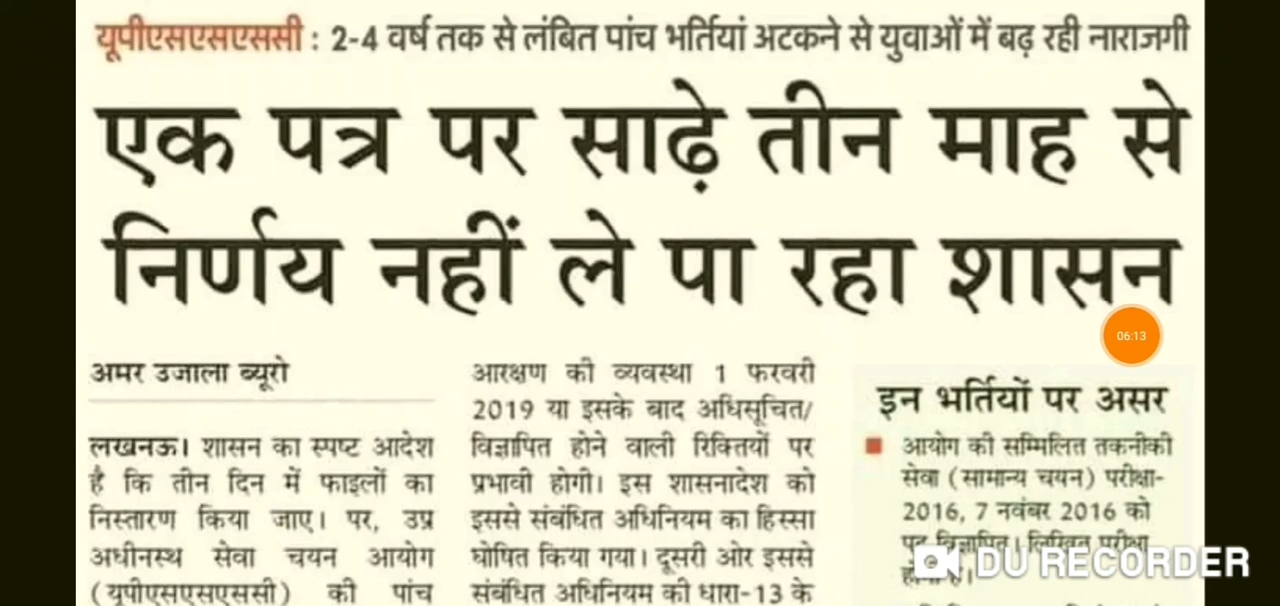 यूपीएसएसएससी : 2-4 वर्ष तक से लंबित पांच भर्तियां अटकने से युवाओं में बढ़ रही नाराजगी
एक पत्र पर साढ़े तीन माह से
निर्णय नहीं ले पा रहा शासन
अमर उजाला ब्यूरो
लखनऊ। शासन का स्पष्ट आदेश
है कि तीन दिन में फाइलों का
निस्तारण किया जाए। पर, उप्र
अधीनस्थ सेवा चयन आयोग
(यूपीएसएसएससी) की पांच
आरक्षण की व्यवस्था 1 फरवरी
2019 या इसके बाद अधिसूचित/
विज्ञापित होने वाली रिक्तियों पर
प्रभावी होगी। इस शासनादेश को
इससे संबंधित अधिनियम का हिस्सा
घोषित किया गया। दूसरी ओर इससे
संबंधित अधिनियम की धारा-13 के
06:13
इन भर्तियों पर असर
आयोग की सम्मिलित तकनीकी
सेवा (सामान्य चयन) परीक्षा-
2016, 7 नवंबर 2016 को
पद विज्ञापित। लिखित परीक्षा
DU RECORDER